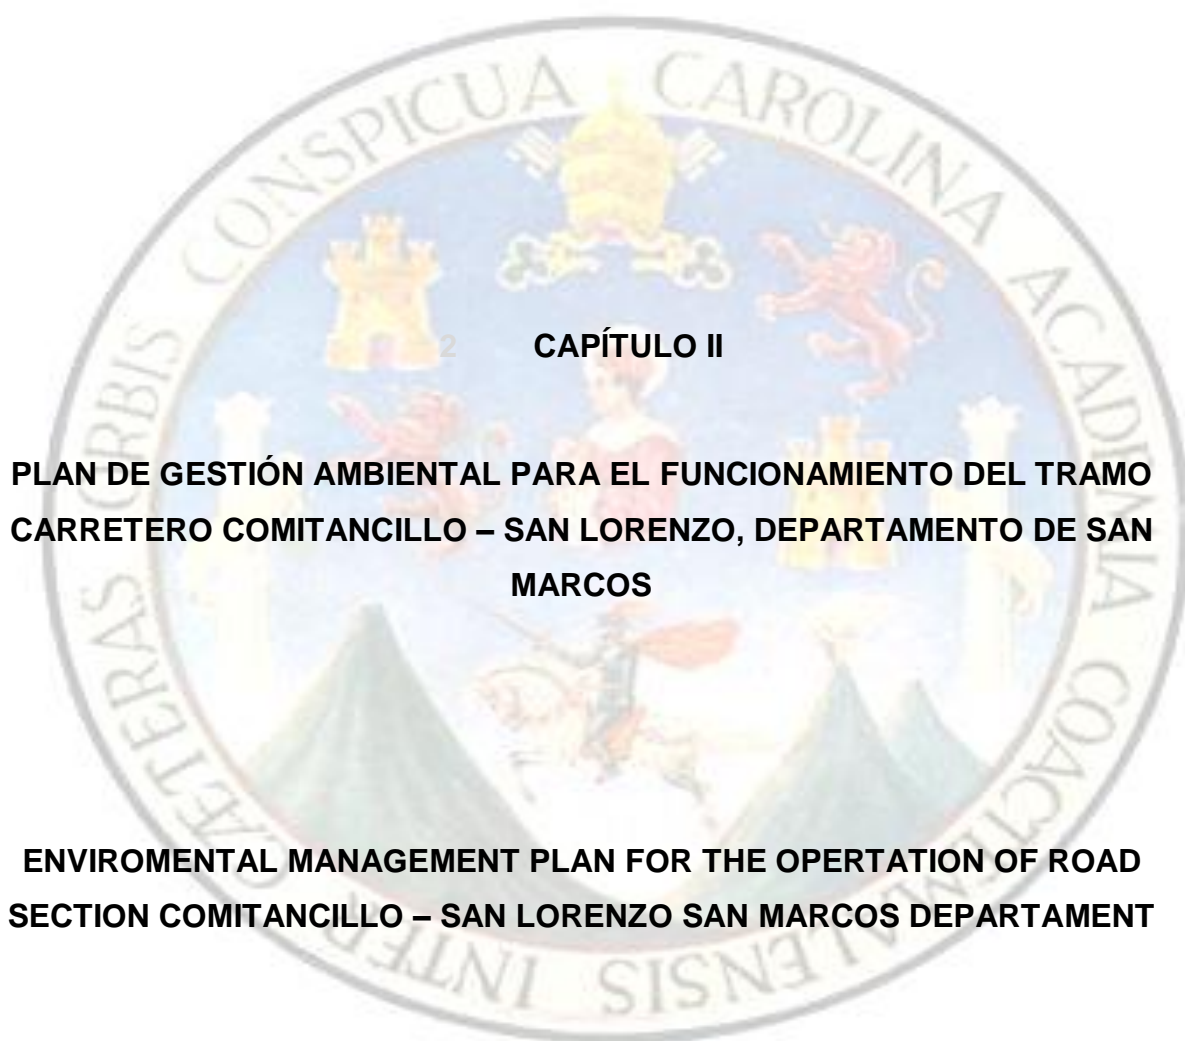 2 CAPÍTULO II
PLAN DE GESTIÓN AMBIENTAL PARA EL FUNCIONAMIENTO DEL TRAMO
CARRETERO COMITANCILLO – SAN LORENZO, DEPARTAMENTO DE SAN
MARCOS
ENVIROMENTAL MANAGEMENT PLAN FOR THE OPERTATION OF ROAD
SECTION COMITANCILLO – SAN LORENZO SAN MARCOS DEPARTAMENT
CAETERAS ORBIS CONSPICUA CAROLINA ACADEMIA COACTEMALENSIS INTER